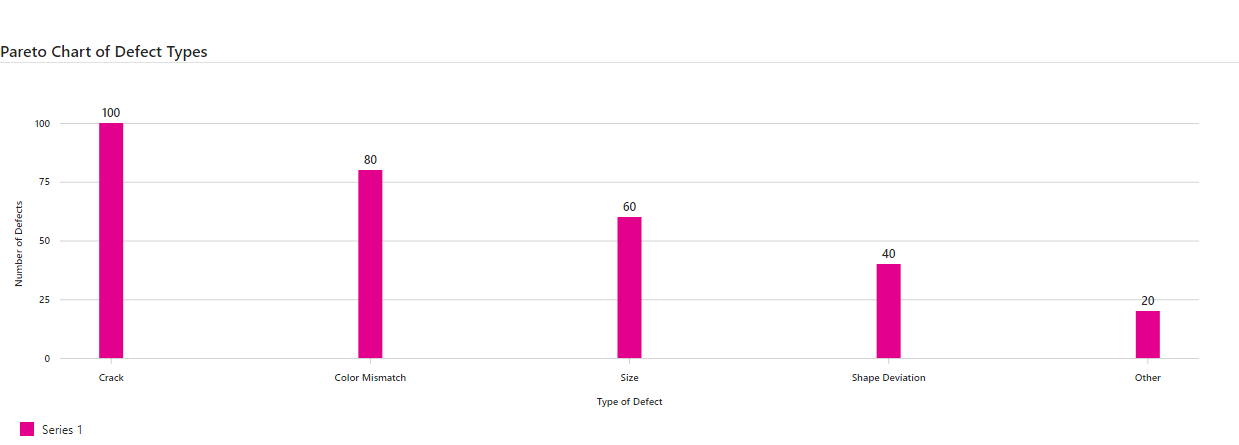 Pareto Chart of Defect Types
100
80
60
40
20
100
75
50
25
0
Number of Defects
Crack
Color Mismatch
Size
Shape Deviation
Other
Type of Defect
Series 1